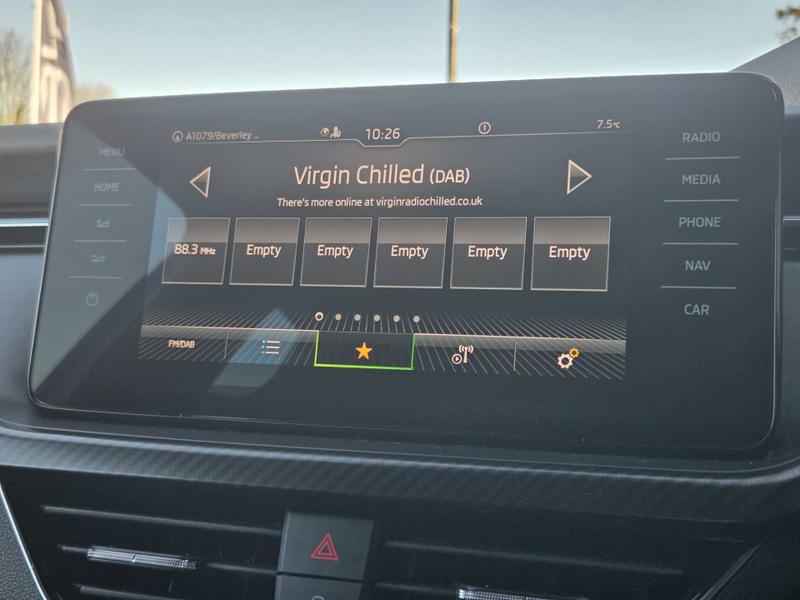 A1079/Beverley ...
10:26
1
7.5°C
MENU
HOME
RADIO
MEDIA
PHONE
NAV
CAR
Virgin Chilled (DAB)
There's more online at virginradiochilled.co.uk
88.3 MHz
Empty
Empty
Empty
Empty
Empty
FM/DAB